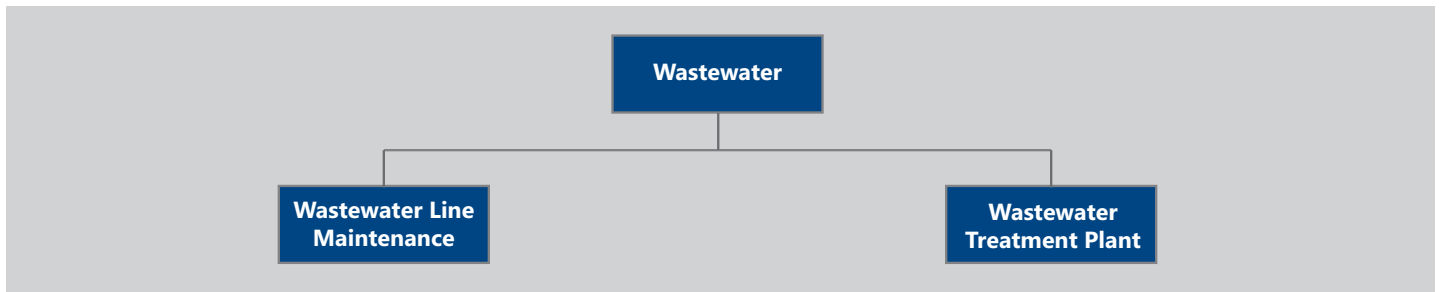 Wastewater
Wastewater Line
Maintenance
Wastewater
Treatment Plant